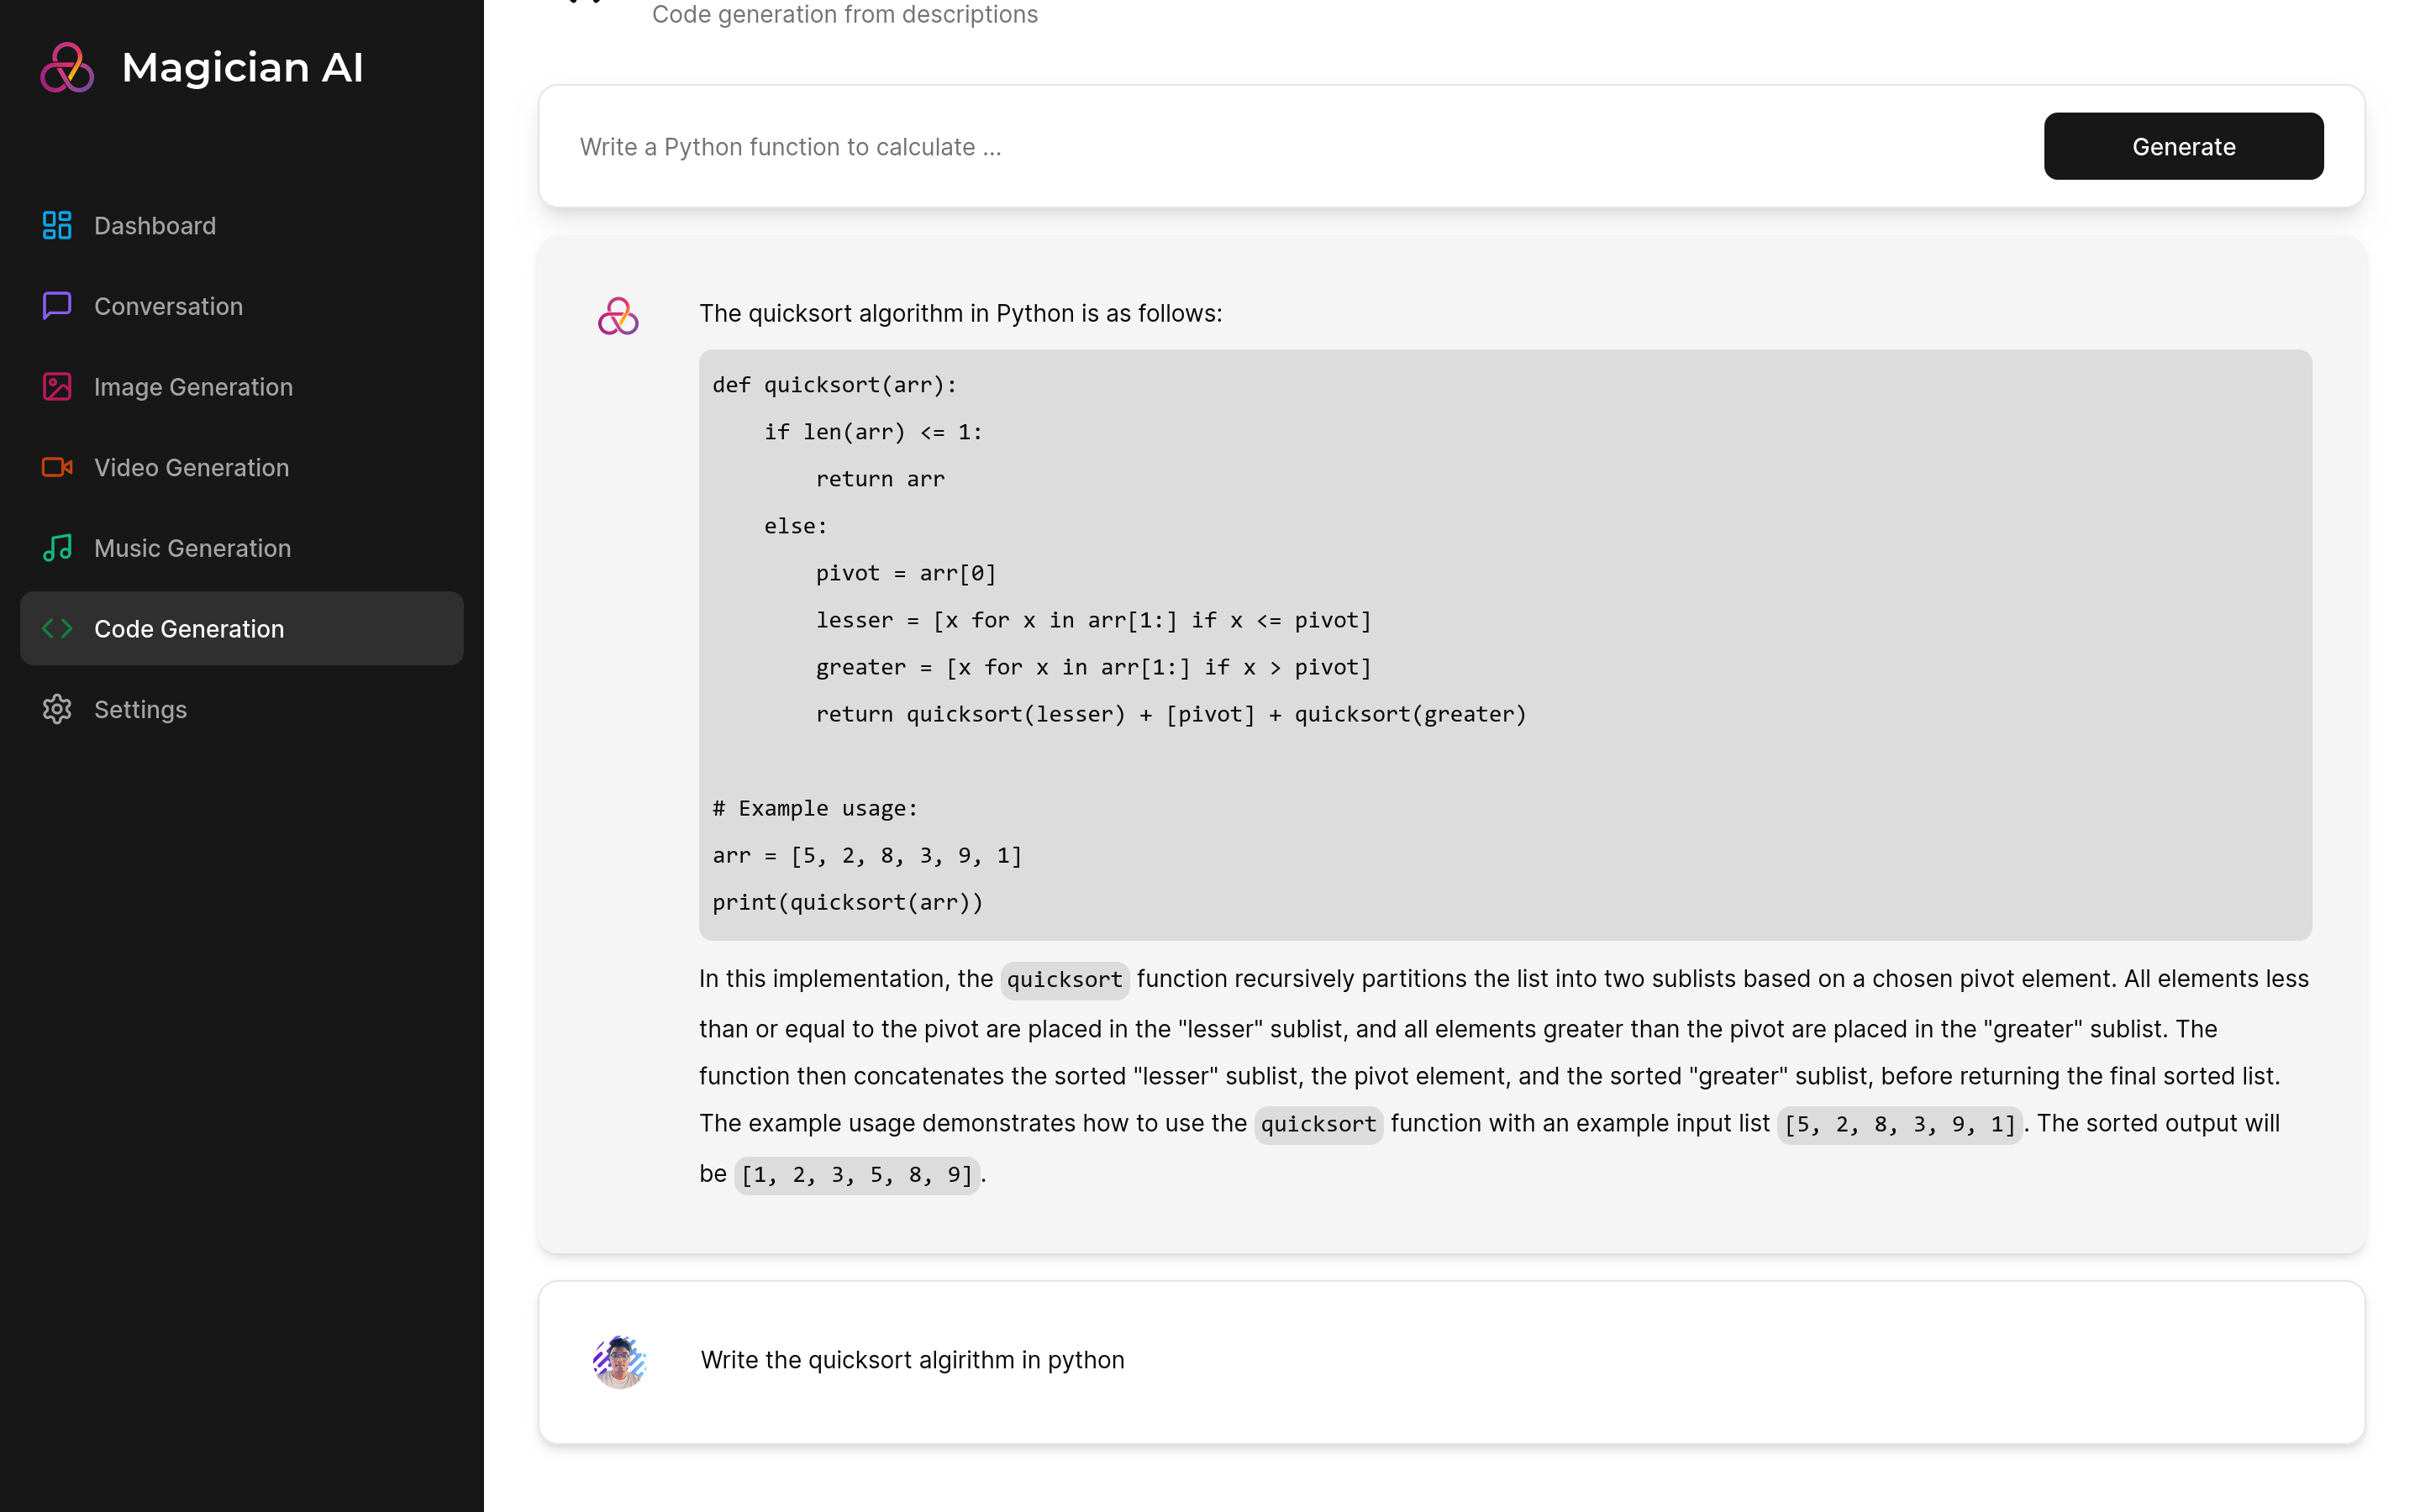 Magician AI
Dashboard
Conversation
Image Generation
Video Generation
Music Generation
Code Generation
Settings
Code generation from descriptions
Write a Python function to calculate ...
Generate
The quicksort algorithm in Python is as follows:
def quicksort(arr):
    if len(arr) <= 1:
        return arr
    else:
        pivot = arr[0]
        lesser = [x for x in arr[1:] if x <= pivot]
        greater = [x for x in arr[1:] if x > pivot]
        return quicksort(lesser) + [pivot] + quicksort(greater)
# Example usage:
arr = [5, 2, 8, 3, 9, 1]
print(quicksort(arr))
In this implementation, the quicksort function recursively partitions the list into two sublists based on a chosen pivot element. All elements less
than or equal to the pivot are placed in the "lesser" sublist, and all elements greater than the pivot are placed in the "greater" sublist. The
function then concatenates the sorted "lesser" sublist, the pivot element, and the sorted "greater" sublist, before returning the final sorted list.
The example usage demonstrates how to use the quicksort function with an example input list [5, 2, 8, 3, 9, 1]. The sorted output will
be [1, 2, 3, 5, 8, 9].
Write the quicksort algirithm in python